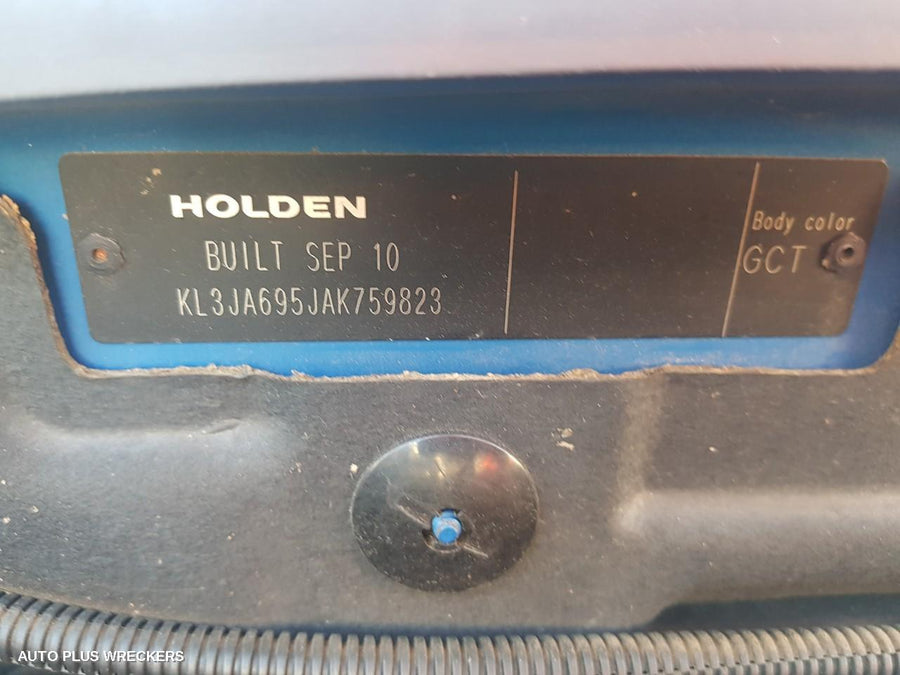 HOLDEN
BUILT SEP 10
KL3JA695JAK759823
Body color
GCT
AUTO PLUS WRECKERS